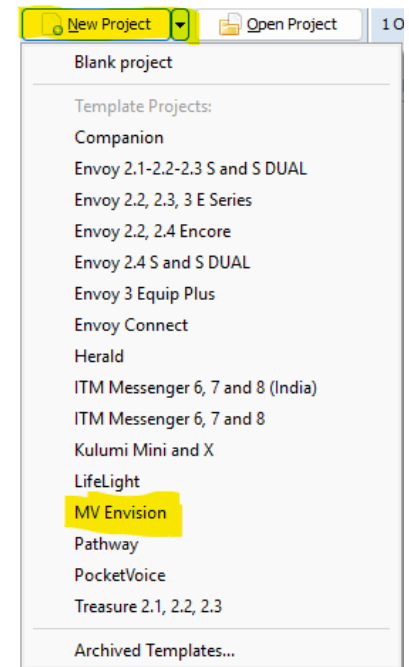 New Project Open Project 1 O
Blank project
Template Projects:
Companion
Envoy 2.1-2.2-2.3 S and S DUAL
Envoy 2.2, 2.3, 3 E Series
Envoy 2.2, 2.4 Encore
Envoy 2.4 S and S DUAL
Envoy 3 Equip Plus
Envoy Connect
Herald
ITM Messenger 6, 7 and 8 (India)
ITM Messenger 6, 7 and 8
Kulumi Mini and X
LifeLight
MV Envision
Pathway
PocketVoice
Treasure 2.1, 2.2, 2.3
Archived Templates...